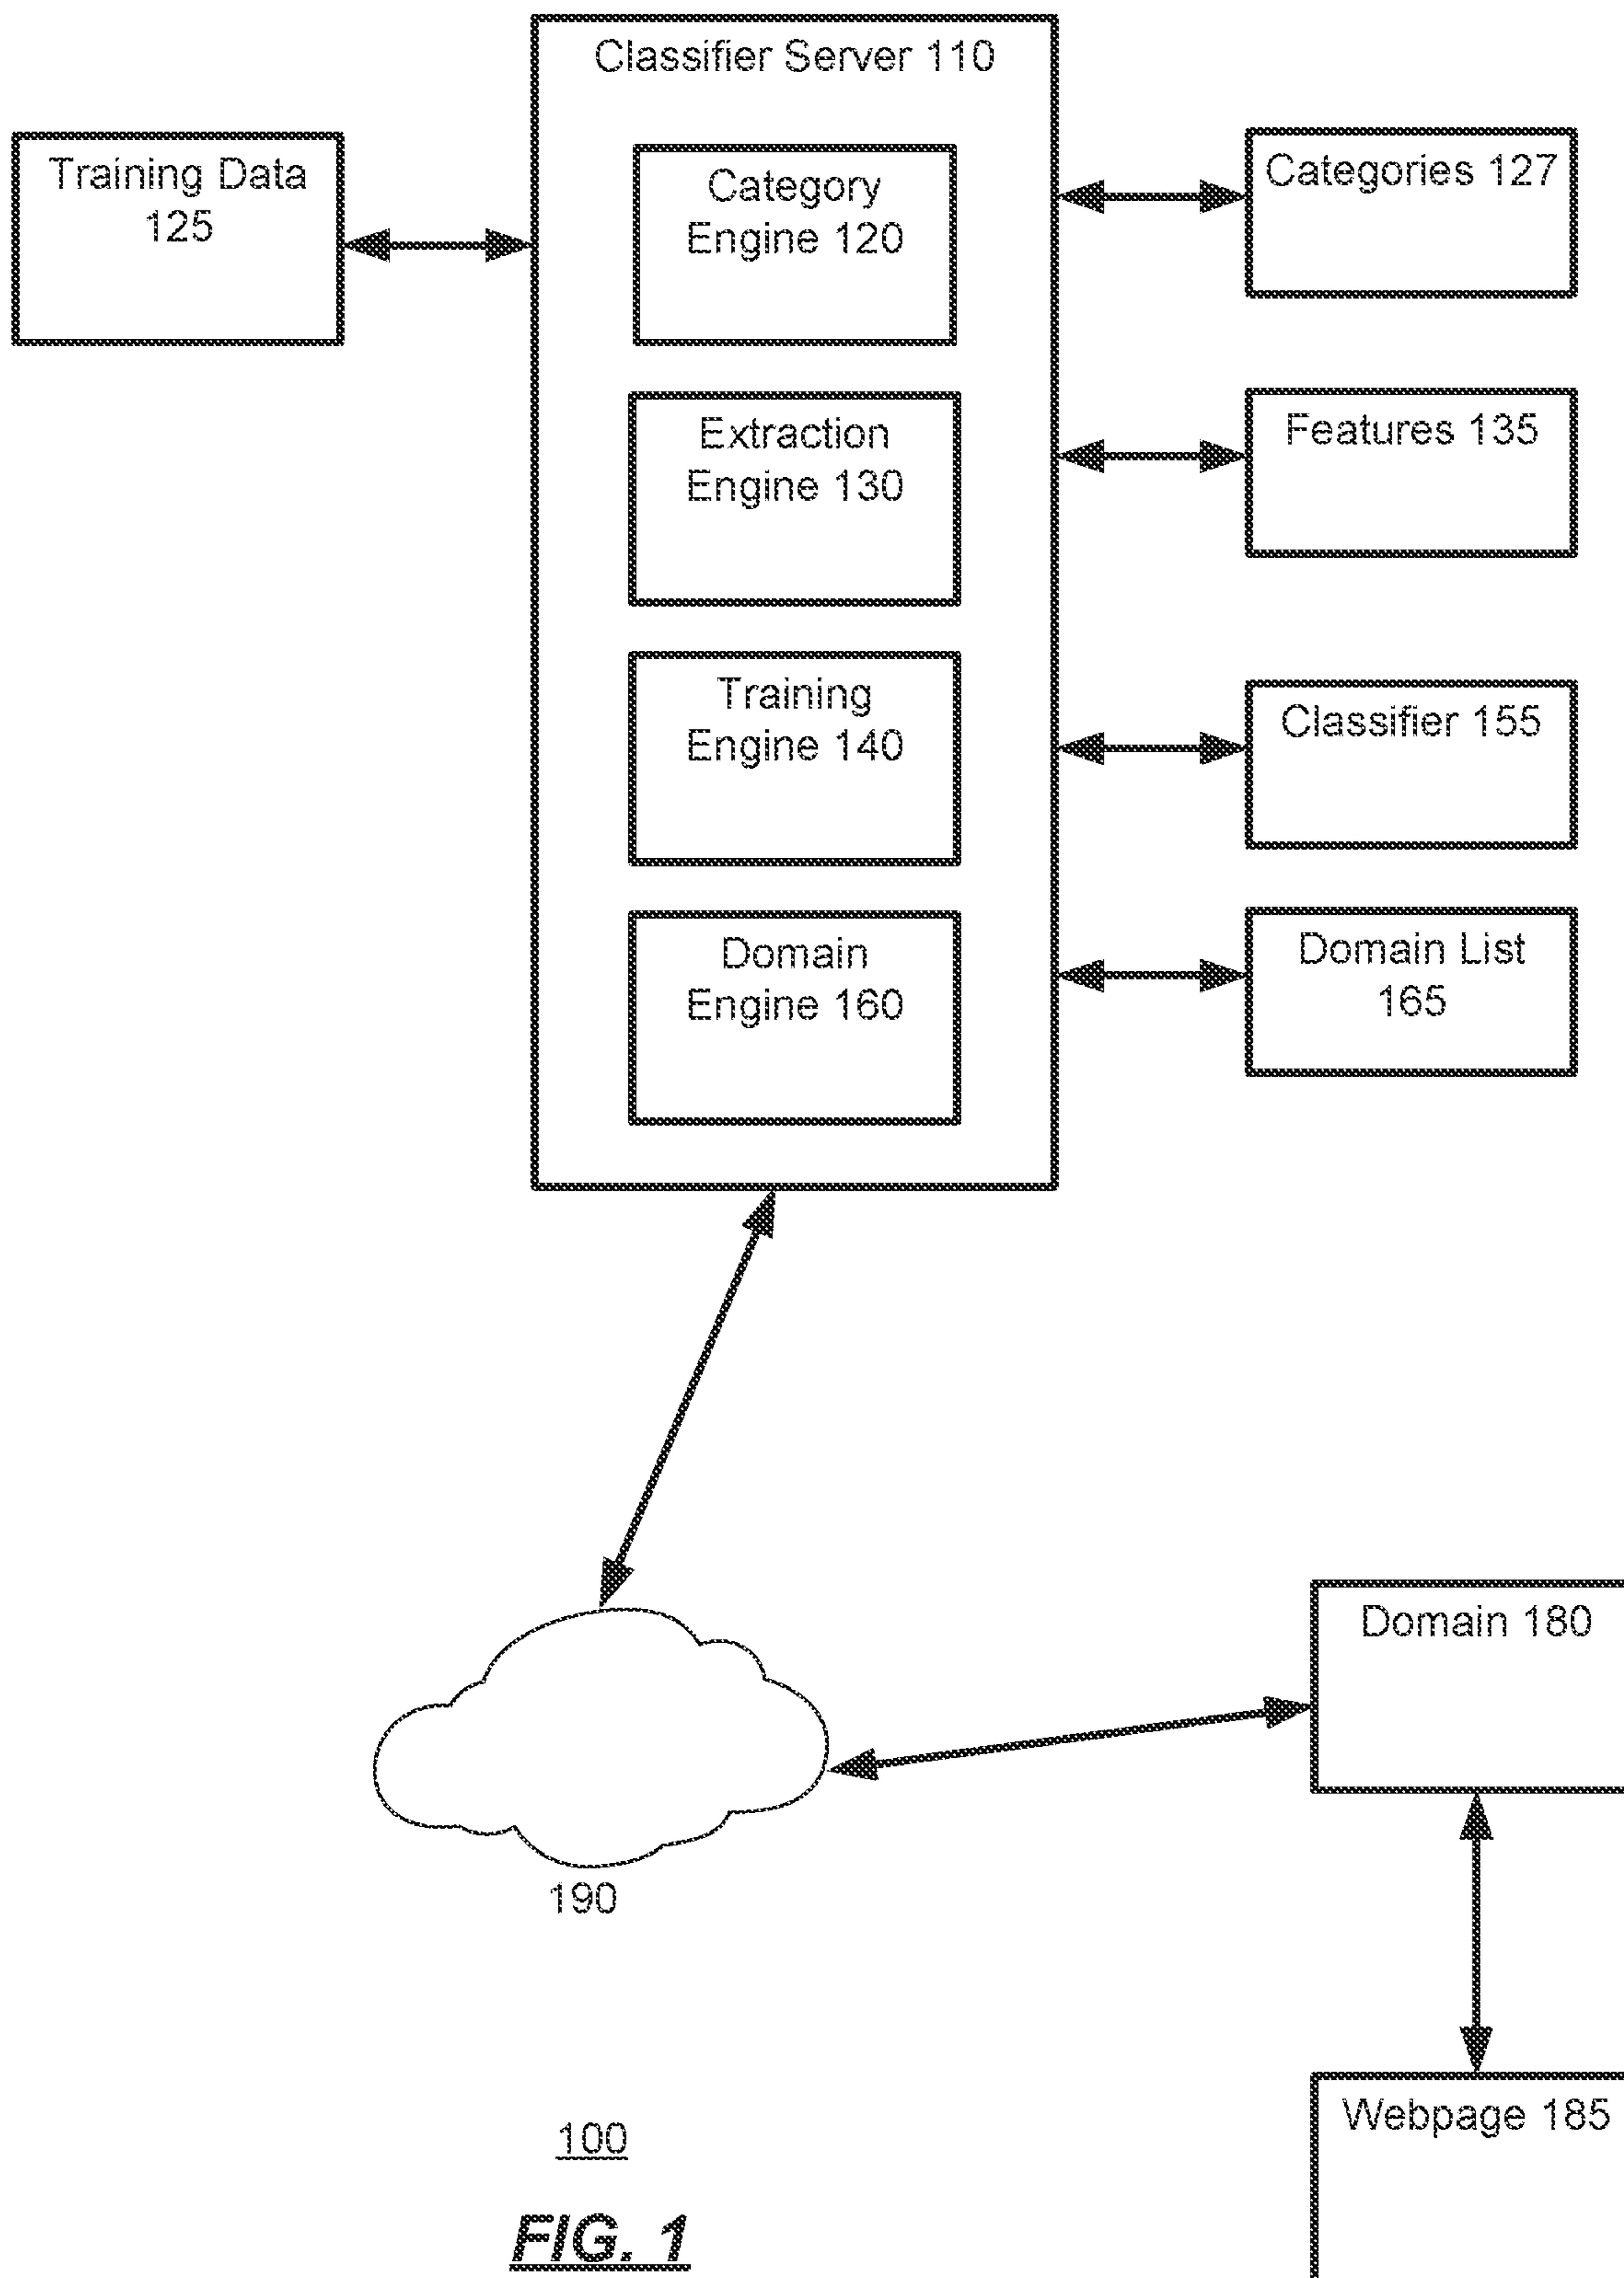 Classifier Server 110
Training Data
125
Category
Engine 120
Categories 127
Extraction
Engine 130
Features 135
Training
Engine 140
Classifier 155
Domain
Engine 160
Domain List
165
Domain 180
190
Webpage 185
100
FIG. 1